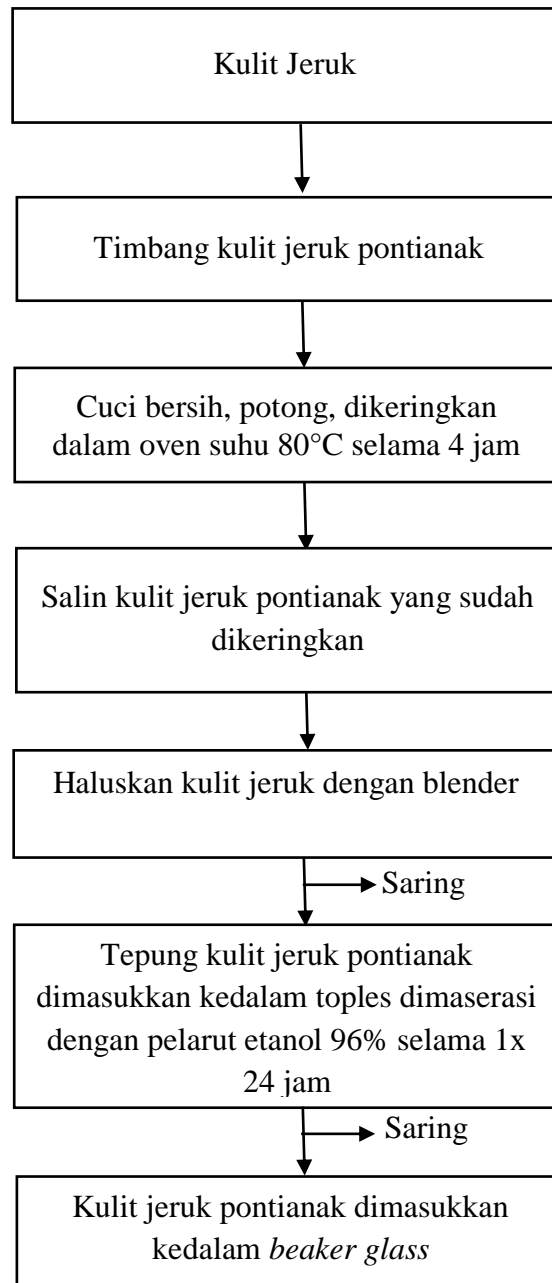 Kulit Jeruk
Timbang kulit jeruk pontianak
Cuci bersih, potong, dikeringkan
dalam oven suhu 80°C selama 4 jam
Salin kulit jeruk pontianak yang sudah
dikeringkan
Haluskan kulit jeruk dengan blender
Saring
Tepung kulit jeruk pontianak
dimasukkan kedalam toples dimaserasi
dengan pelarut etanol 96% selama 1x
24 jam
Saring
Kulit jeruk pontianak dimasukkan
kedalam beaker glass